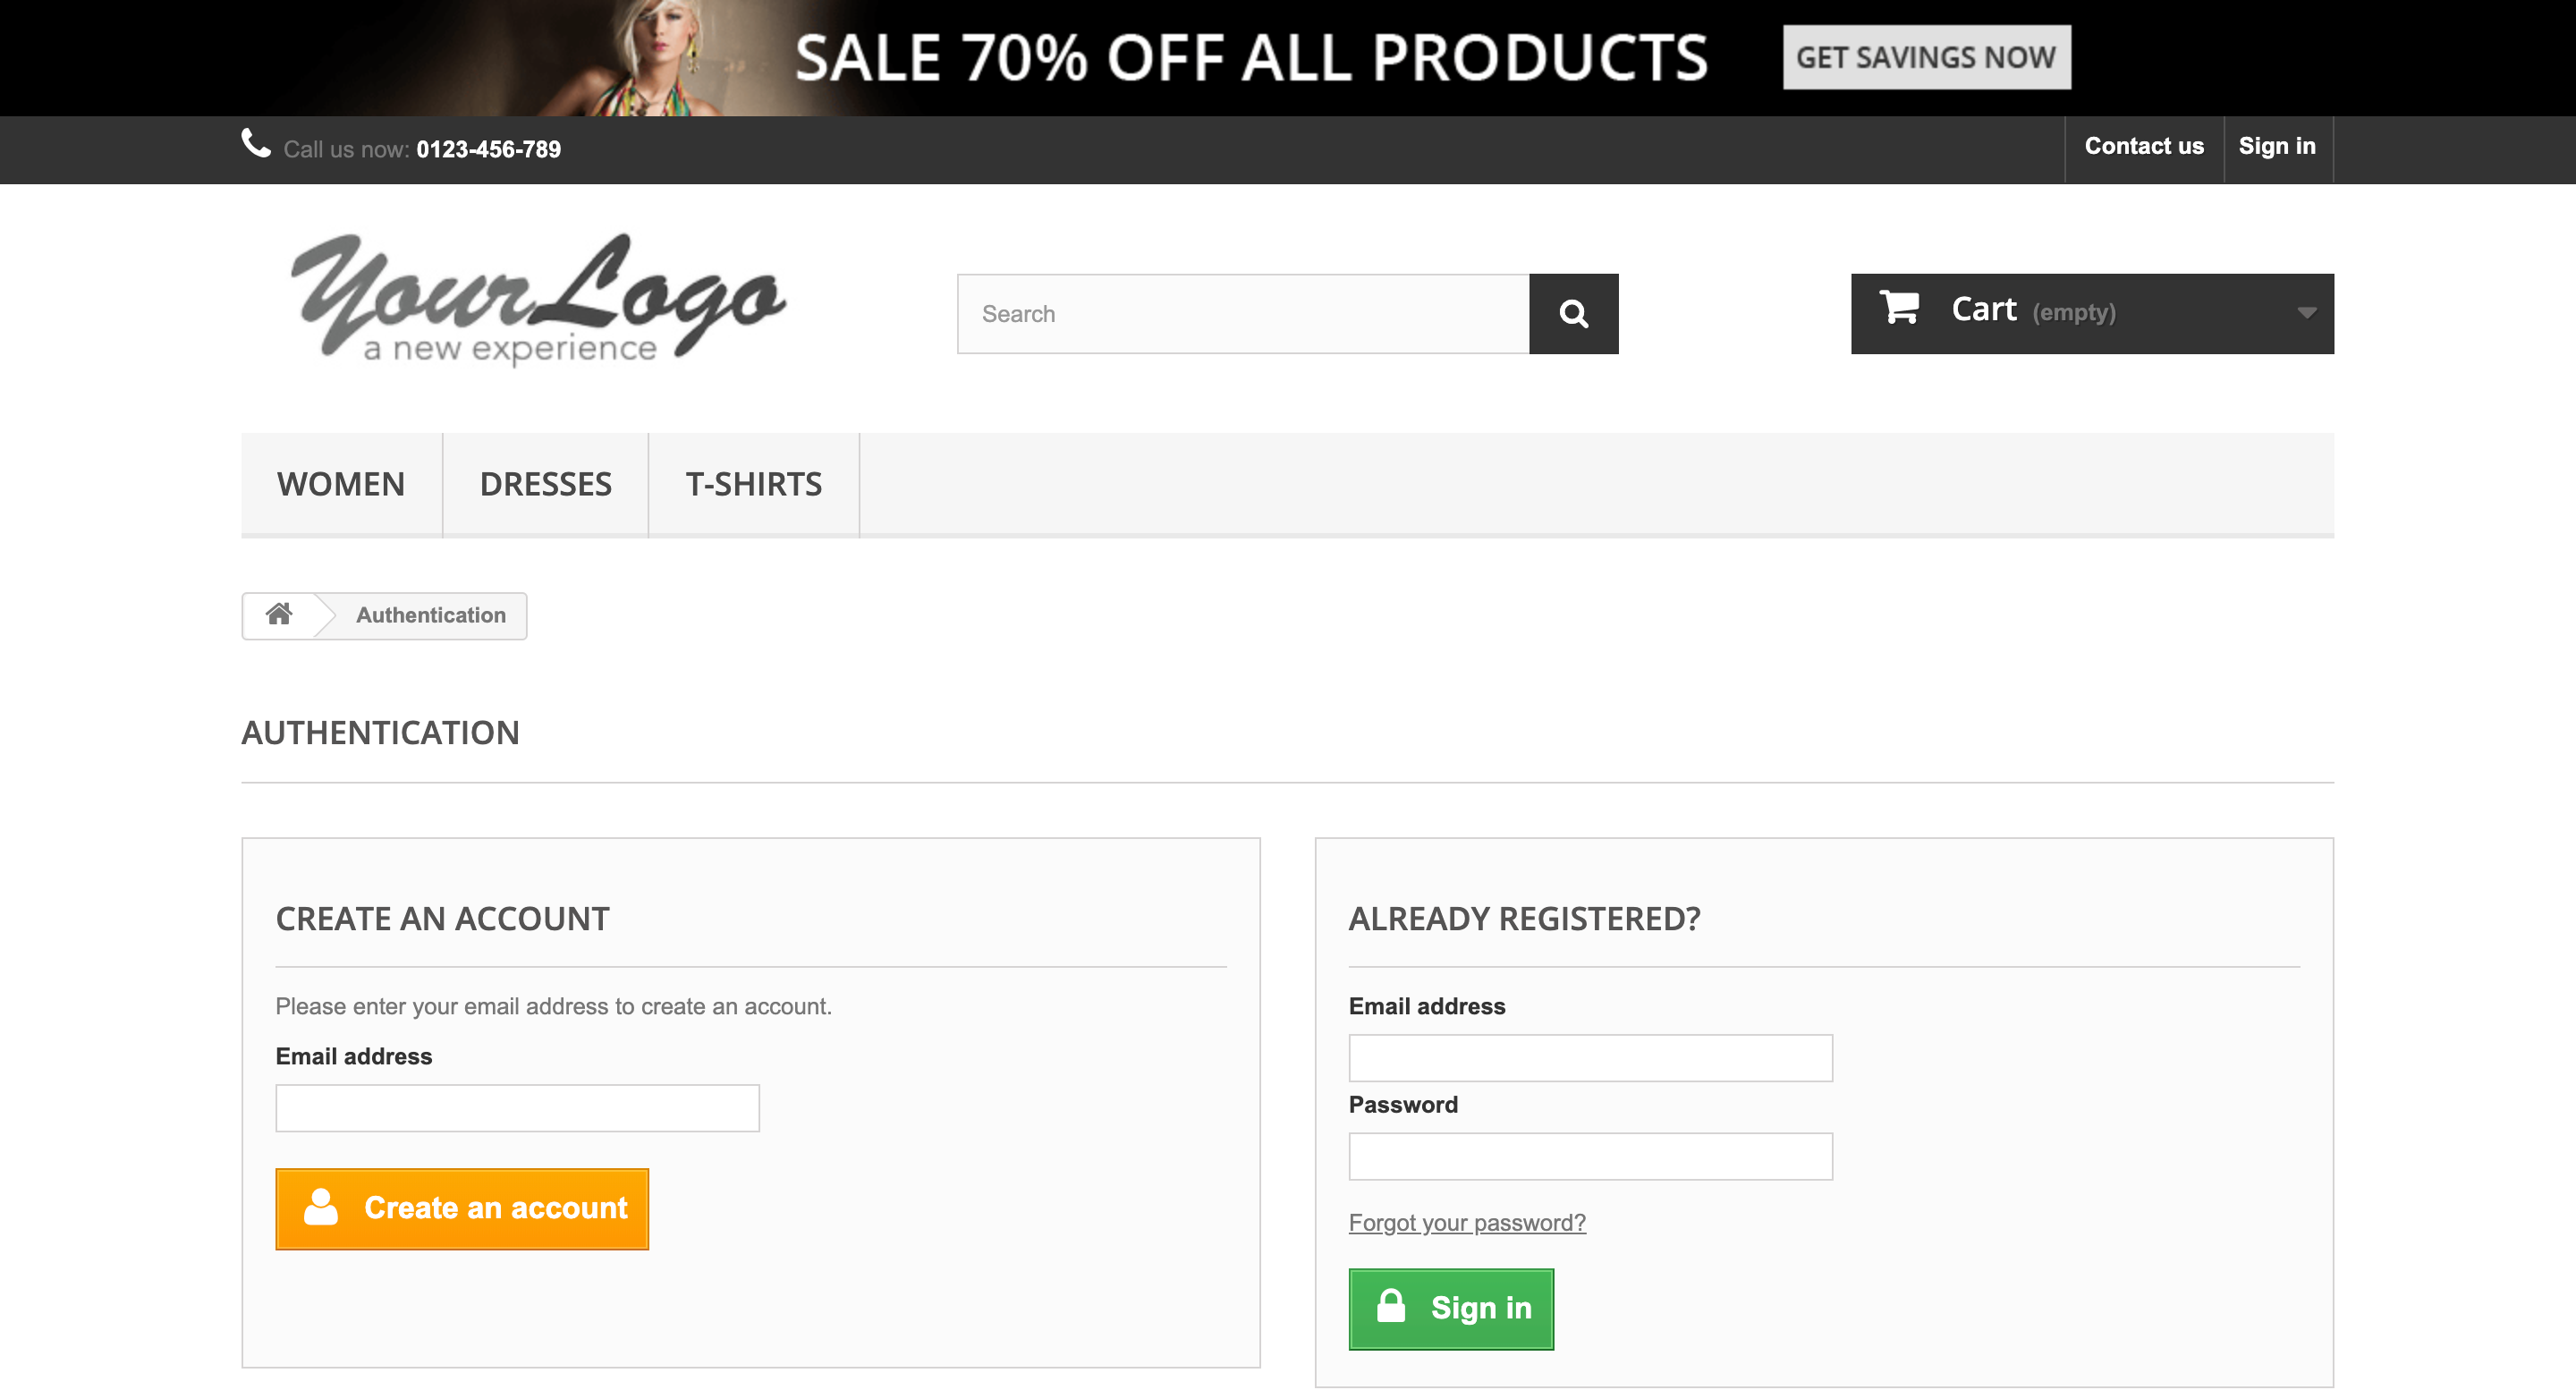 SALE 70% OFF ALL PRODUCTS GET SAVINGS NOW
Call us now: 0123-456-789
Contact us
Sign in
YourLogo
a new experience
Search
Cart (empty)
WOMEN
DRESSES
T-SHIRTS
Authentication
AUTHENTICATION
CREATE AN ACCOUNT
Please enter your email address to create an account.
Email address
Create an account
ALREADY REGISTERED?
Email address
Password
Forgot your password?
Sign in